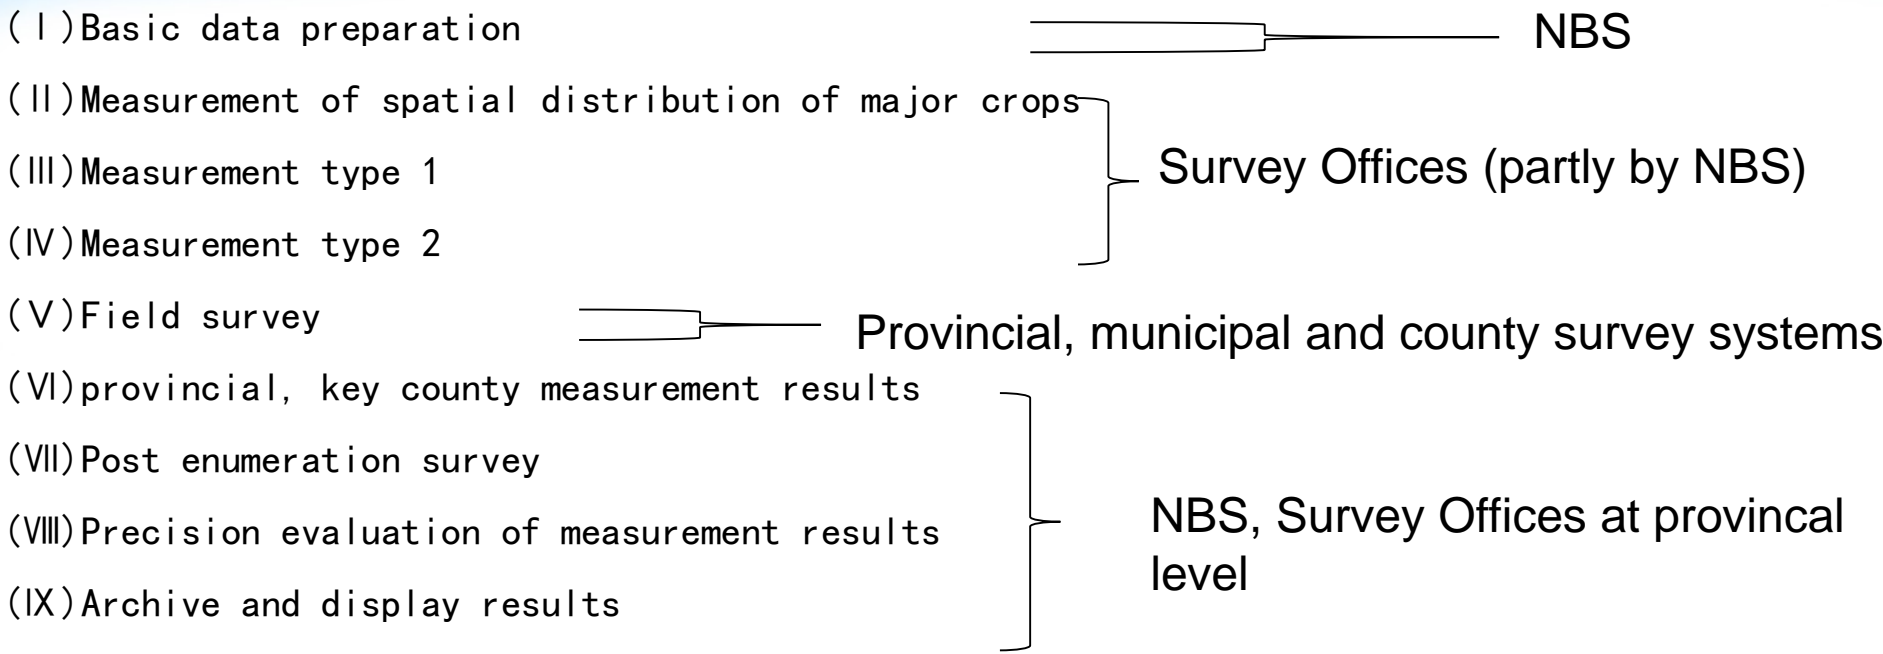 (Ⅰ)Basic data preparation
NBS
(Ⅱ)Measurement of spatial distribution of major crops
(Ⅲ)Measurement type 1
Survey Offices (partly by NBS)
(Ⅳ)Measurement type 2
(Ⅴ)Field survey
Provincial, municipal and county survey systems
(Ⅵ)provincial, key county measurement results
(Ⅶ)Post enumeration survey
(Ⅷ)Precision evaluation of measurement results
NBS, Survey Offices at provincal
level
(Ⅸ)Archive and display results